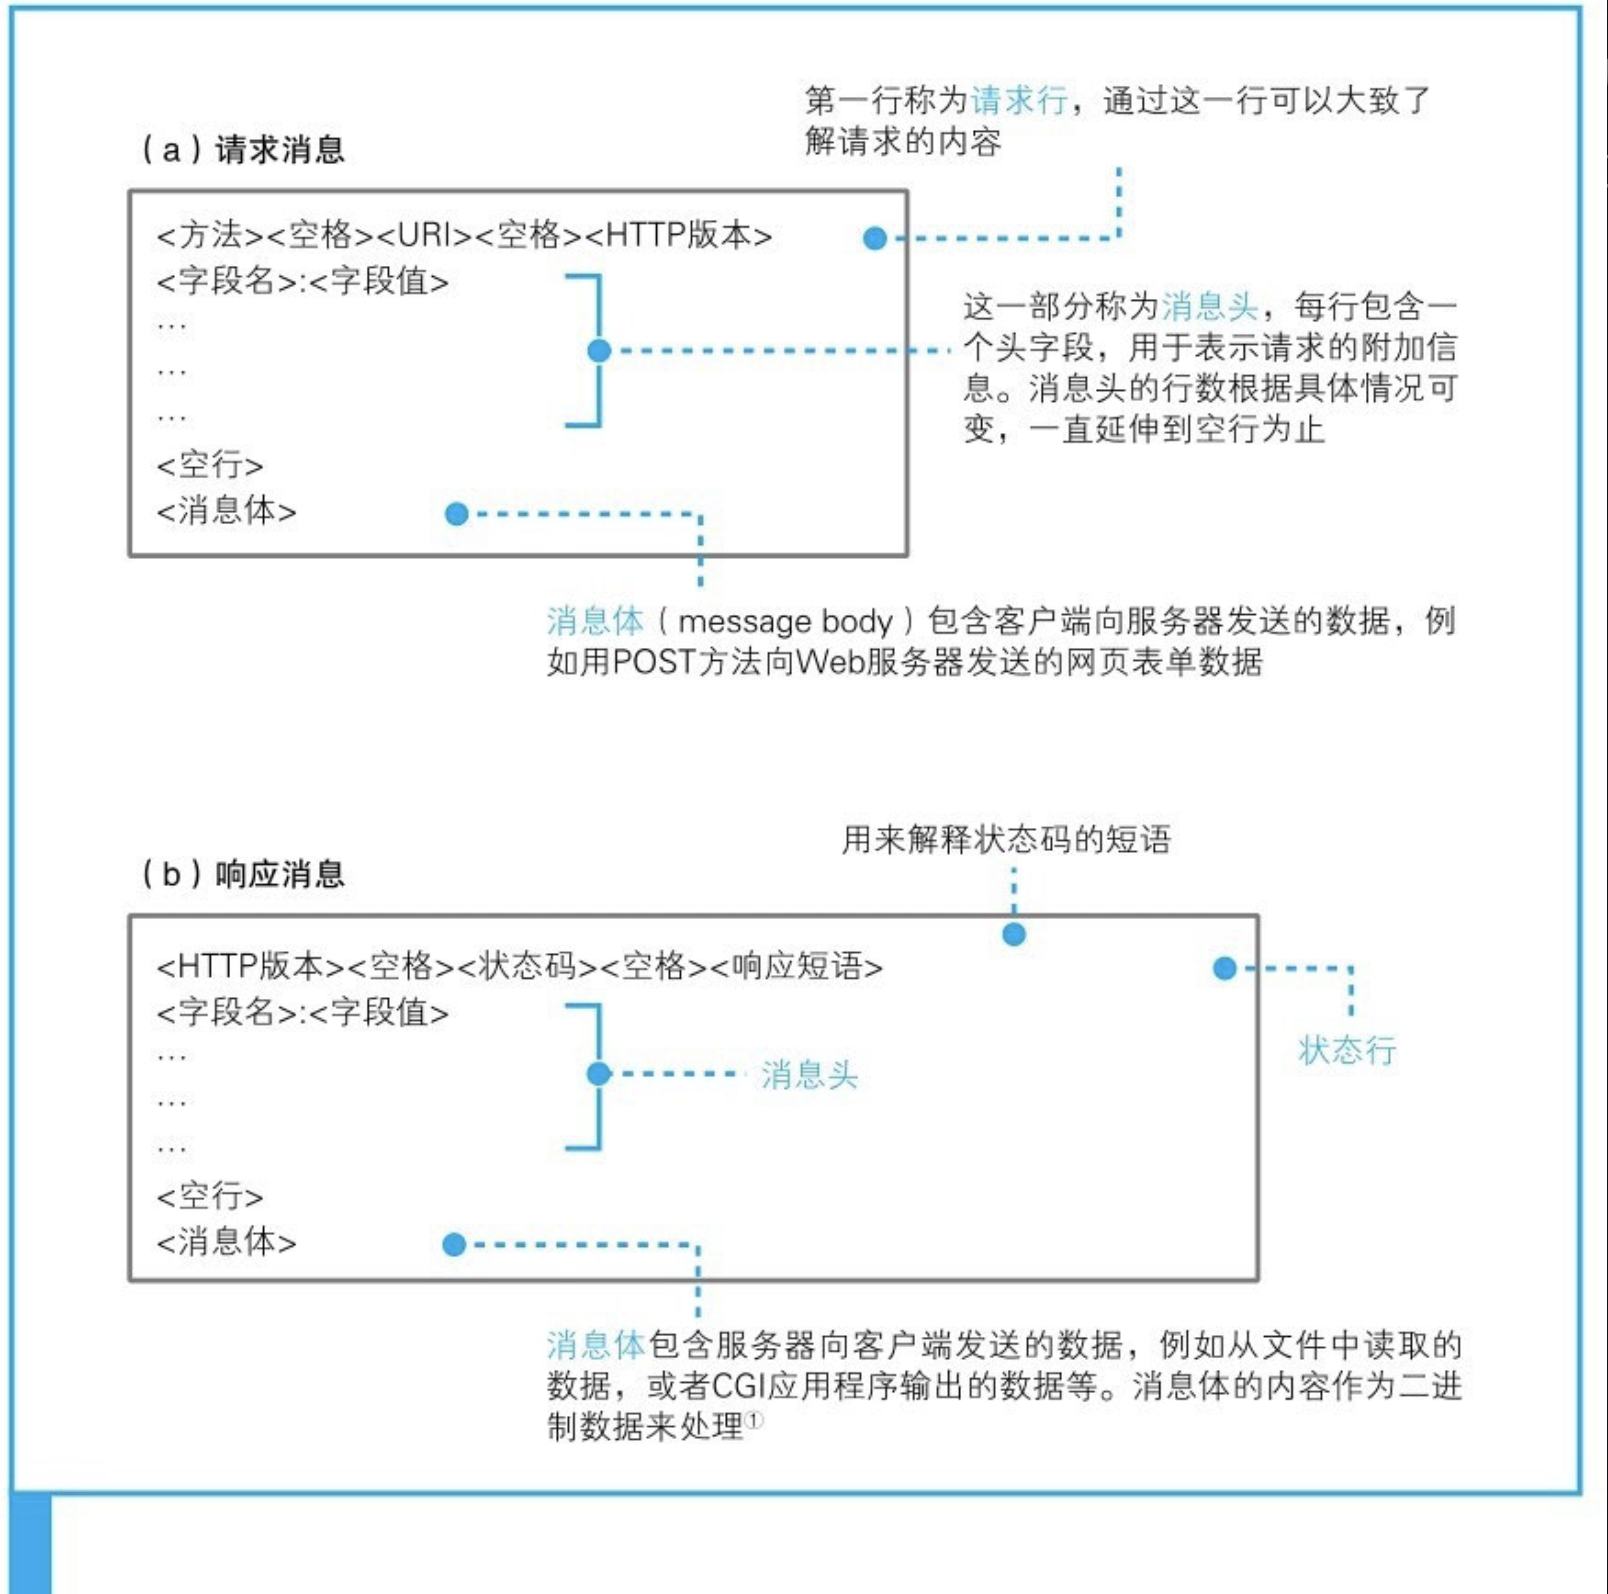 第一行称为请求行，通过这一行可以大致了
解请求的内容
（a）请求消息
<方法><空格><URI><空格><HTTP版本>
<字段名>:<字段值>
…
…
…
<空行>
<消息体>
这一部分称为消息头，每行包含一
个头字段，用于表示请求的附加信
息。消息头的行数根据具体情况可
变，一直延伸到空行为止
消息体（message body）包含客户端向服务器发送的数据，例
如用POST方法向Web服务器发送的网页表单数据
用来解释状态码的短语
（b）响应消息
<HTTP版本><空格><状态码><空格><响应短语>
<字段名>:<字段值>
…
…
…
<空行>
<消息体>
消息头
状态行
消息体包含服务器向客户端发送的数据，例如从文件中读取的
数据，或者CGI应用程序输出的数据等。消息体的内容作为二进
制数据来处理①